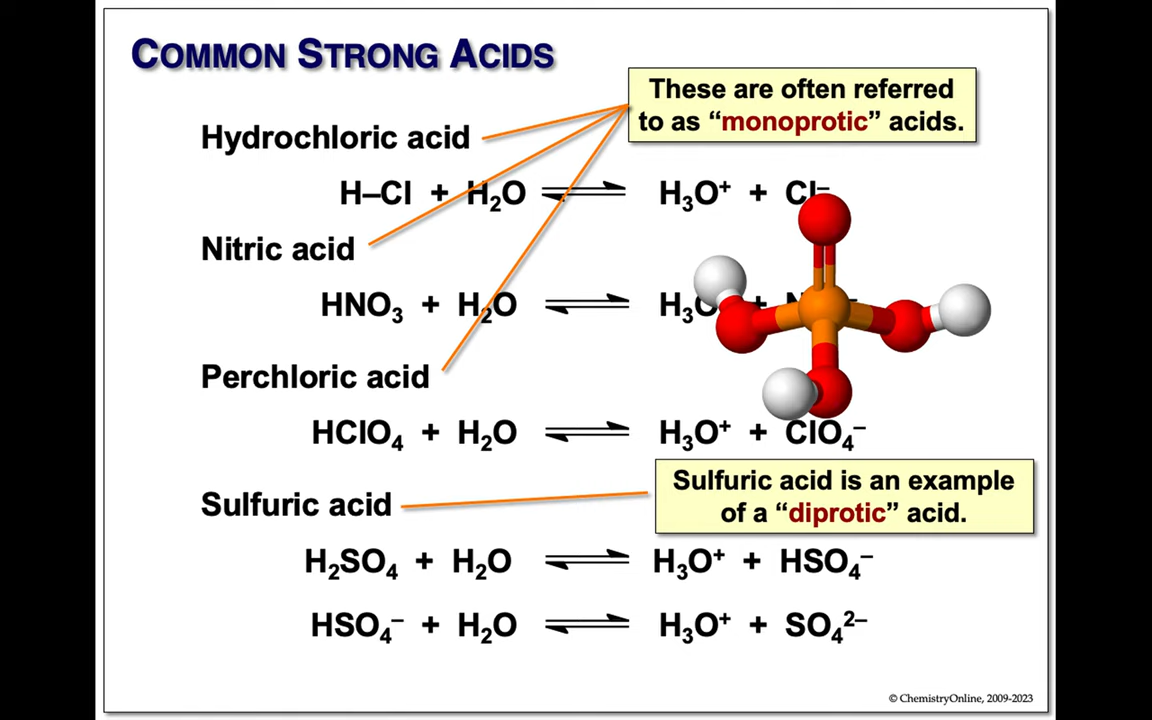 COMMON STRONG ACIDS
These are often referred
to as “monoprotic” acids.
Hydrochloric acid
H–Cl + H₂O ⇌ H₃O⁺ + Cl⁻
Nitric acid
HNO₃ + H₂O ⇌ H₃O +
Perchloric acid
HClO₄ + H₂O ⇌ H₃O⁺ + ClO₄⁻
Sulfuric acid is an example
of a “diprotic” acid.
Sulfuric acid
H₂SO₄ + H₂O ⇌ H₃O⁺ + HSO₄⁻
HSO₄⁻ + H₂O ⇌ H₃O⁺ + SO₄²⁻
© ChemistryOnline, 2009-2023